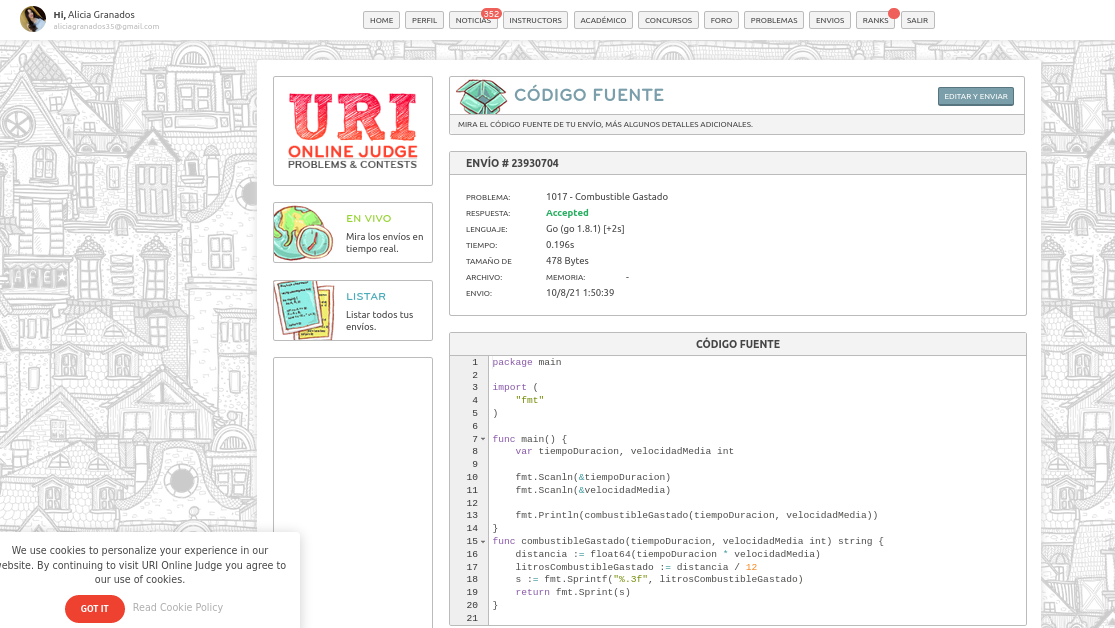 Hi, Alicia Granados
aliciagranados35@gmail.com
HOME PERFIL NOTICIAS 352 INSTRUCTORS ACADÉMICO CONCURSOS FORO PROBLEMAS ENVIOS RANKS SALIR
URI
ONLINE JUDGE
PROBLEMS & CONTESTS
EN VIVO
Mira los envíos en
tiempo real.
LISTAR
Listar todos tus
envíos.
CÓDIGO FUENTE
EDITAR Y ENVIAR
MIRA EL CÓDIGO FUENTE DE TU ENVÍO, MÁS ALGUNOS DETALLES ADICIONALES.
ENVÍO # 23930704
PROBLEMA: 1017 - Combustible Gastado
RESPUESTA: Accepted
LENGUAJE: Go (go 1.8.1) [+2s]
TIEMPO: 0.196s
TAMAÑO DE 478 Bytes
ARCHIVO: MEMORIA: -
ENVIO: 10/8/21 1:50:39
CÓDIGO FUENTE
1 package main
2
3 import (
4     "fmt"
5 )
6
7 func main() {
8     var tiempoDuracion, velocidadMedia int
9
10     fmt.Scanln(&tiempoDuracion)
11     fmt.Scanln(&velocidadMedia)
12
13     fmt.Println(combustibleGastado(tiempoDuracion, velocidadMedia))
14 }
15 func combustibleGastado(tiempoDuracion, velocidadMedia int) string {
16     distancia := float64(tiempoDuracion * velocidadMedia)
17     litrosCombustibleGastado := distancia / 12
18     s := fmt.Sprintf("%.3f", litrosCombustibleGastado)
19     return fmt.Sprint(s)
20 }
21
We use cookies to personalize your experience in our
ebsite. By continuing to visit URI Online Judge you agree to
our use of cookies.
GOT IT Read Cookie Policy